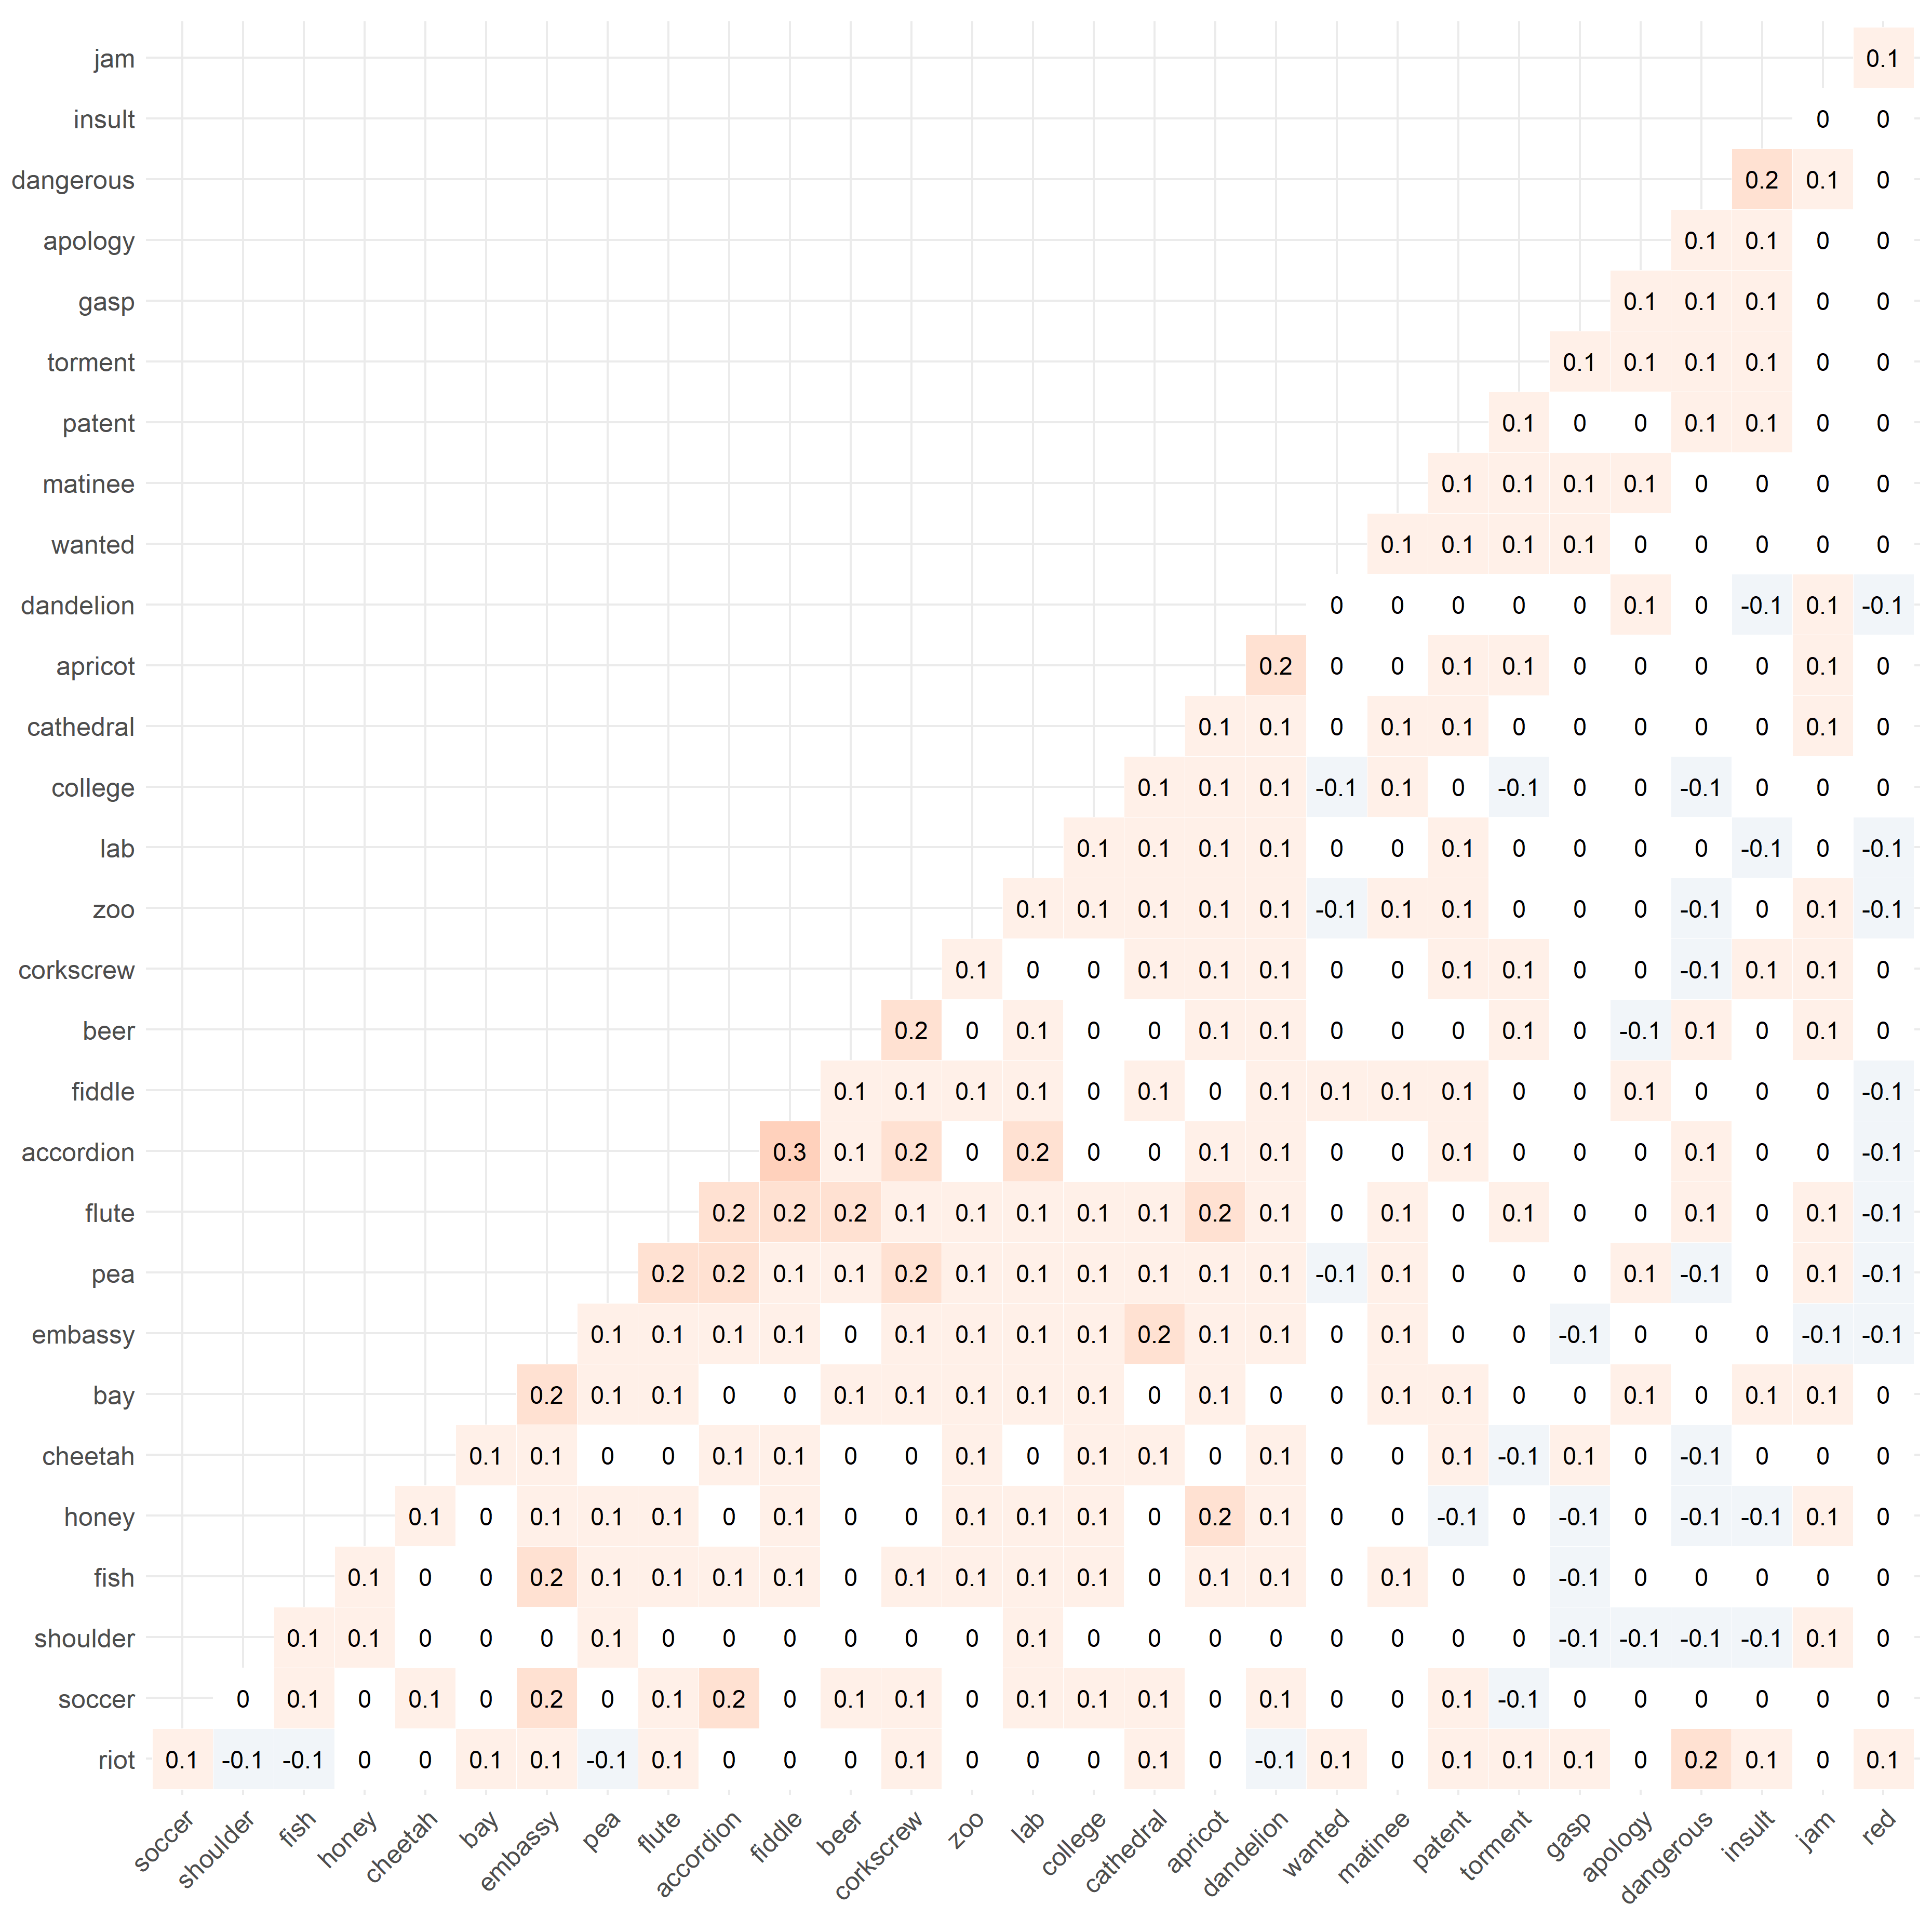 jam 0.1
insult 0 0
dangerous 0.2 0.1 0
apology 0.1 0.1 0 0
gasp 0.1 0.1 0.1 0 0
torment 0.1 0.1 0.1 0.1 0 0
patent 0.1 0 0 0.1 0.1 0 0
matinee 0.1 0.1 0.1 0.1 0 0 0 0
wanted 0.1 0.1 0.1 0.1 0 0 0 0 0
dandelion 0 0 0 0 0 0.1 0 -0.1 0.1 -0.1
apricot 0.2 0 0 0.1 0.1 0 0 0 0 0.1 0
cathedral 0.1 0.1 0 0.1 0.1 0 0 0 0 0 0.1 0
college 0.1 0.1 0.1 -0.1 0.1 0 -0.1 0 0 -0.1 0 0 0
lab 0.1 0.1 0.1 0.1 0 0 0.1 0 0 0 0 -0.1 0 -0.1
zoo 0.1 0.1 0.1 0.1 0.1 -0.1 0.1 0.1 0 0 0 -0.1 0 0.1 -0.1
corkscrew 0.1 0 0 0.1 0.1 0.1 0 0 0.1 0.1 0 0 -0.1 0.1 0.1 0
beer 0.2 0 0.1 0 0 0.1 0.1 0 0 0 0.1 0 -0.1 0.1 0 0.1 0
fiddle 0.1 0.1 0.1 0.1 0 0.1 0 0.1 0.1 0.1 0.1 0 0 0.1 0 0 0 -0.1
accordion 0.3 0.1 0.2 0 0.2 0 0 0.1 0.1 0 0 0.1 0 0 0 0.1 0 0 -0.1
flute 0.2 0.2 0.2 0.1 0.1 0.1 0.1 0.1 0.2 0.1 0 0.1 0 0.1 0 0 0.1 0 0.1 -0.1
pea 0.2 0.2 0.1 0.1 0.2 0.1 0.1 0.1 0.1 0.1 0.1 -0.1 0.1 0 0 0 0.1 -0.1 0 0.1 -0.1
embassy 0.1 0.1 0.1 0.1 0 0.1 0.1 0.1 0.1 0.2 0.1 0.1 0 0.1 0 0 -0.1 0 0 0 -0.1 -0.1
bay 0.2 0.1 0.1 0 0 0.1 0.1 0.1 0.1 0.1 0 0.1 0 0 0.1 0.1 0 0 0.1 0 0.1 0.1 0
cheetah 0.1 0.1 0 0 0.1 0.1 0 0 0.1 0 0.1 0.1 0 0.1 0 0 0.1 -0.1 0.1 0 -0.1 0 0 0
honey 0.1 0 0.1 0.1 0.1 0 0.1 0 0 0.1 0.1 0.1 0 0.2 0.1 0 0 -0.1 0 -0.1 0 -0.1 -0.1 0.1 0
fish 0.1 0 0 0.2 0.1 0.1 0.1 0.1 0 0.1 0.1 0.1 0.1 0 0.1 0.1 0 0.1 0 0 -0.1 0 0 0 0 0
shoulder 0.1 0.1 0 0 0 0.1 0 0 0 0 0 0 0.1 0 0 0 0 0 0 0 0 -0.1 -0.1 -0.1 -0.1 0.1 0
soccer 0 0.1 0 0.1 0 0.2 0 0.1 0.2 0 0.1 0.1 0 0.1 0.1 0.1 0 0.1 0 0 0.1 -0.1 0 0 0 0 0 0
riot 0.1 -0.1 -0.1 0 0 0.1 0.1 -0.1 0.1 0 0 0 0.1 0 0 0 0.1 0 -0.1 0.1 0 0.1 0.1 0.1 0 0.2 0.1 0 0.1
soccer shoulder fish honey cheetah bay embassy pea flute accordion fiddle beer corkscrew zoo lab college cathedral apricot dandelion wanted matinee patent torment gasp apology dangerous insult jam red